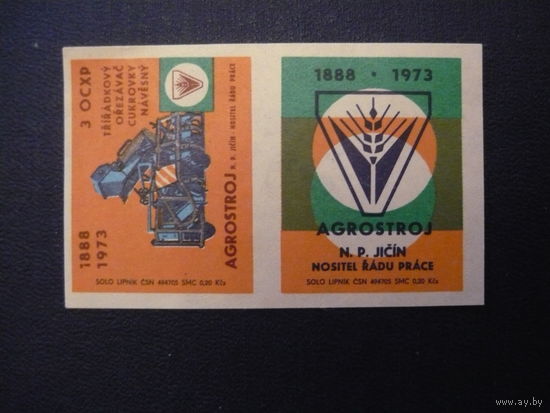 3 OCXP
TŘÍŘÁDKOVÝ
OŘEZÁVAČ
CUKROVKY
NÁVĚSNÝ
1888
1973
AGROSTROJ N. P. JIČÍN · NOSITEL ŘÁDU PRÁCE
SOLO LIPNÍK ČSN 494705 SMC 0,20 Kčs
1888 · 1973
AGROSTROJ
N. P. JIČÍN
NOSITEL ŘÁDU PRÁCE
SOLO LIPNÍK ČSN 494705 SMC 0,20 Kčs
www.ay.by